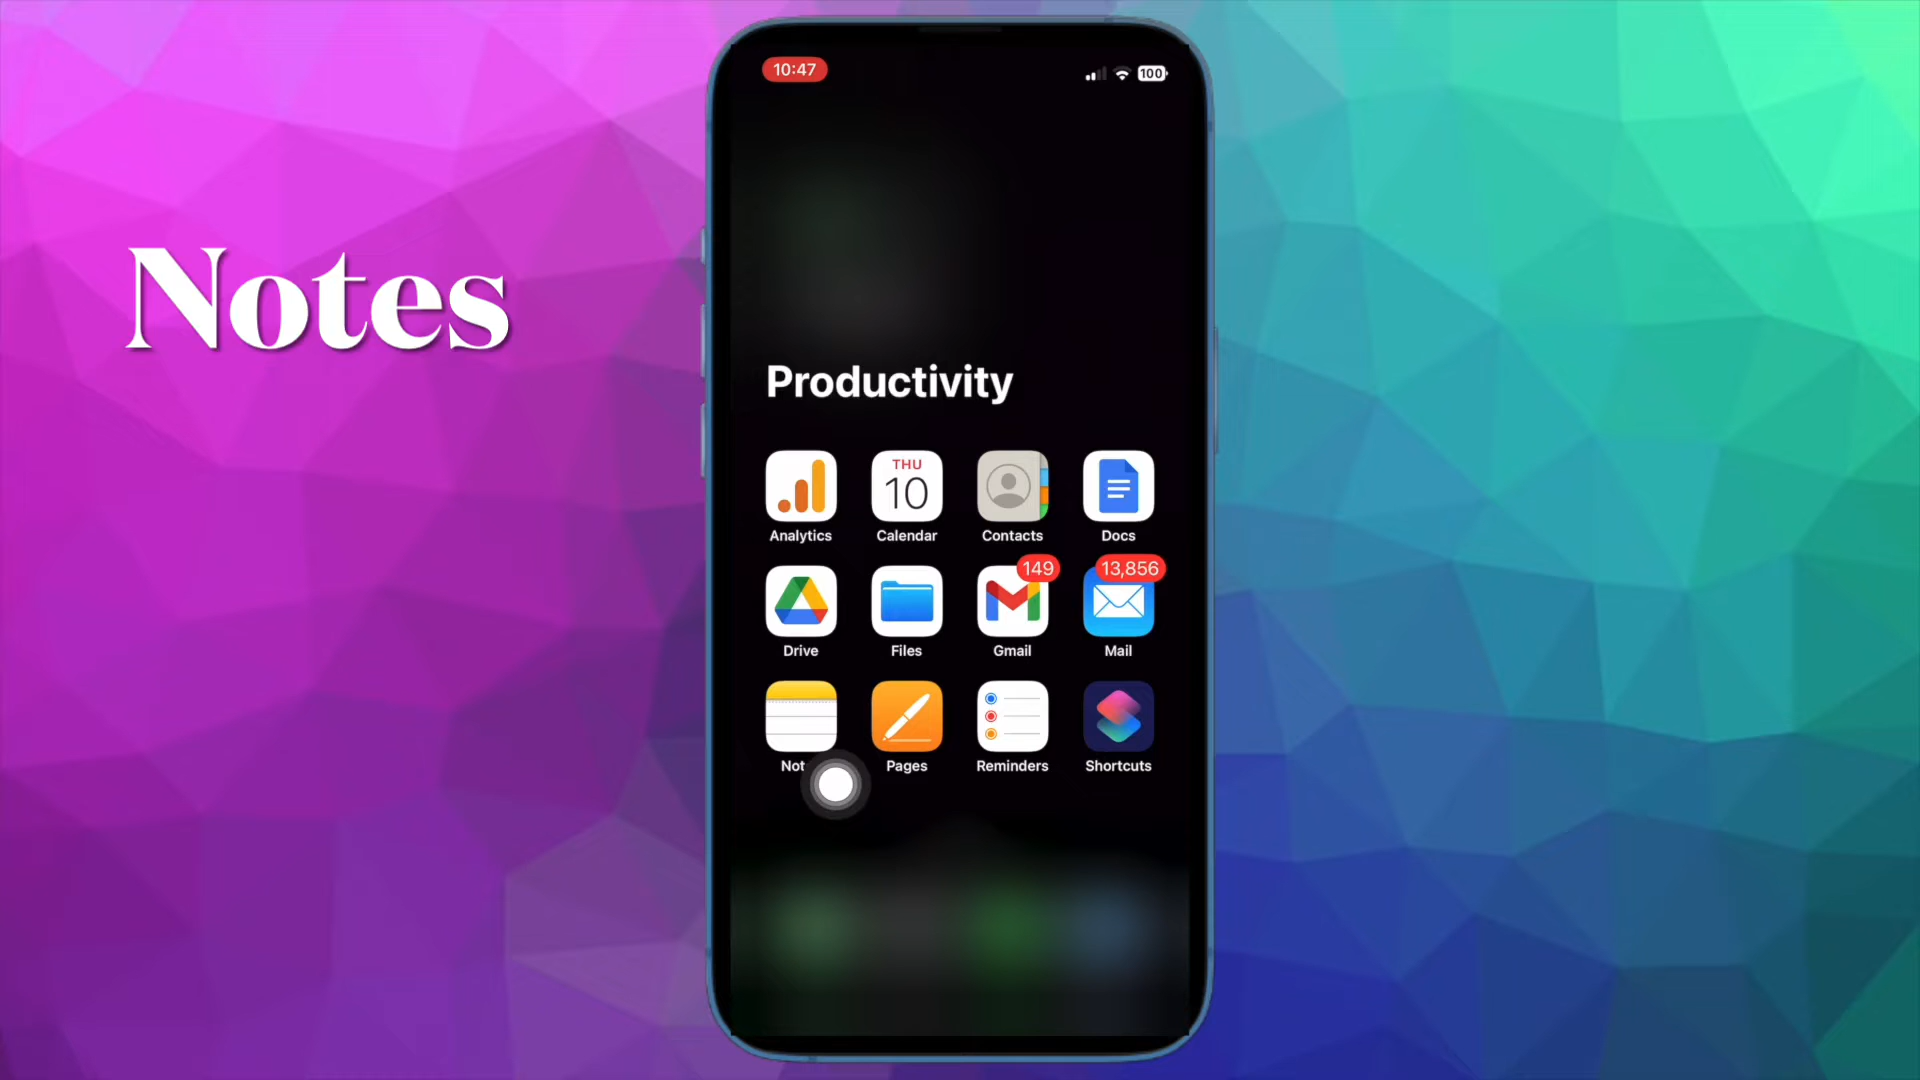 Notes
10:47
100
Productivity
THU
10
Analytics
Calendar
Contacts
Docs
149
13,856
Drive
Files
Gmail
Mail
Not
Pages
Reminders
Shortcuts